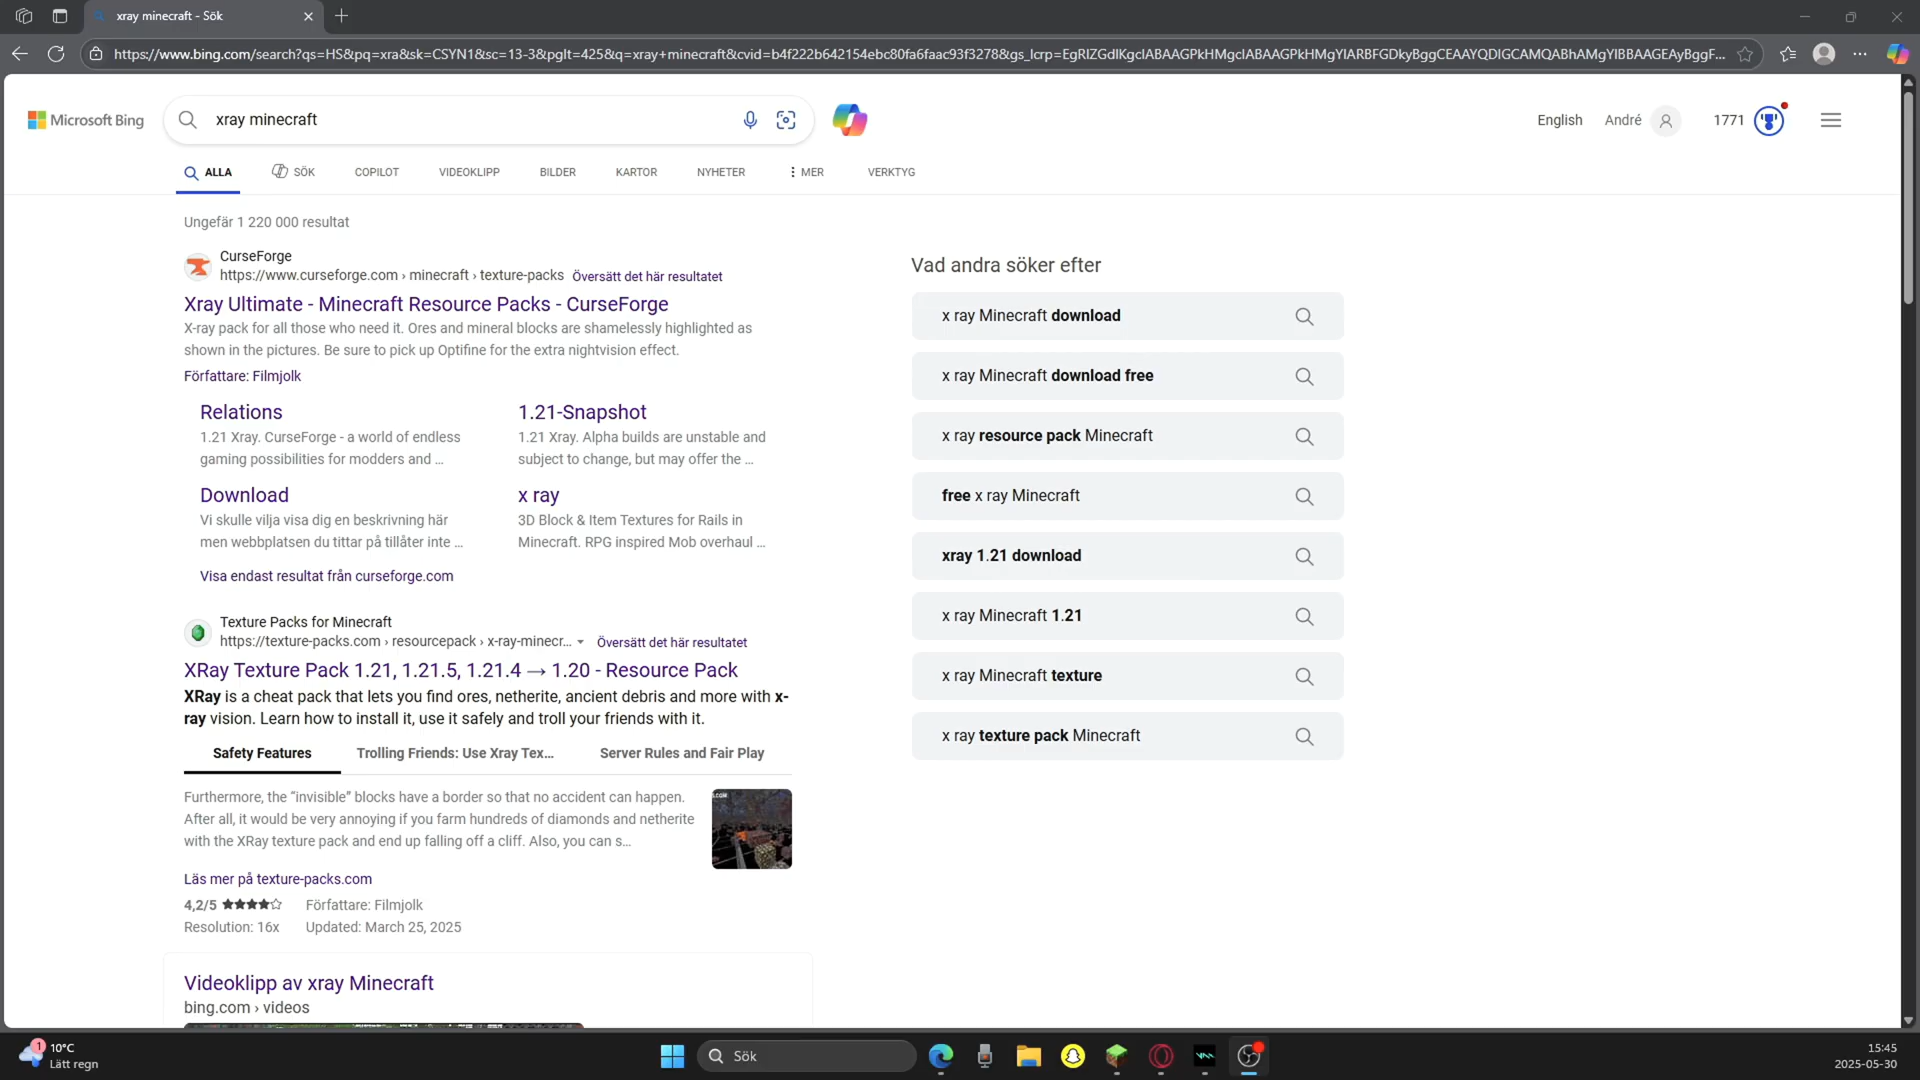 xray minecraft - Sök
https://www.bing.com/search?qs=HS&pq=xra&sk=CSYN1&sc=13-3&pglt=425&q=xray+minecraft&cvid=b4f222b642154ebc80fa6faac93f3278&gs_lcrp=EgRlZGdlKgcIABAAGPkHMgcIABAAGPkHMgYIARBFGDkyBggCEAAYQDIGCAMQABhAMgYIBBAAGEAyBggF...
Microsoft Bing
xray minecraft
English
André
1771
ALLA
SÖK
COPILOT
VIDEOKLIPP
BILDER
KARTOR
NYHETER
MER
VERKTYG
Ungefär 1 220 000 resultat
CurseForge
https://www.curseforge.com › minecraft › texture-packs Översätt det här resultatet
Xray Ultimate - Minecraft Resource Packs - CurseForge
X-ray pack for all those who need it. Ores and mineral blocks are shamelessly highlighted as
shown in the pictures. Be sure to pick up Optifine for the extra nightvision effect.
Författare: Filmjolk
Relations
1.21 Xray. CurseForge - a world of endless
gaming possibilities for modders and ...
1.21-Snapshot
1.21 Xray. Alpha builds are unstable and
subject to change, but may offer the ...
Download
Vi skulle vilja visa dig en beskrivning här
men webbplatsen du tittar på tillåter inte ...
x ray
3D Block & Item Textures for Rails in
Minecraft. RPG inspired Mob overhaul ...
Visa endast resultat från curseforge.com
Texture Packs for Minecraft
https://texture-packs.com › resourcepack › x-ray-minecr... Översätt det här resultatet
XRay Texture Pack 1.21, 1.21.5, 1.21.4 → 1.20 - Resource Pack
XRay is a cheat pack that lets you find ores, netherite, ancient debris and more with x-
ray vision. Learn how to install it, use it safely and troll your friends with it.
Safety Features
Trolling Friends: Use Xray Tex...
Server Rules and Fair Play
Furthermore, the “invisible” blocks have a border so that no accident can happen.
After all, it would be very annoying if you farm hundreds of diamonds and netherite
with the XRay texture pack and end up falling off a cliff. Also, you can s...
Läs mer på texture-packs.com
4,2/5
Författare: Filmjolk
Resolution: 16x
Updated: March 25, 2025
Videoklipp av xray Minecraft
bing.com › videos
Vad andra söker efter
x ray Minecraft download
x ray Minecraft download free
x ray resource pack Minecraft
free x ray Minecraft
xray 1.21 download
x ray Minecraft 1.21
x ray Minecraft texture
x ray texture pack Minecraft
1
10°C
Lätt regn
Sök
15:45
2025-05-30